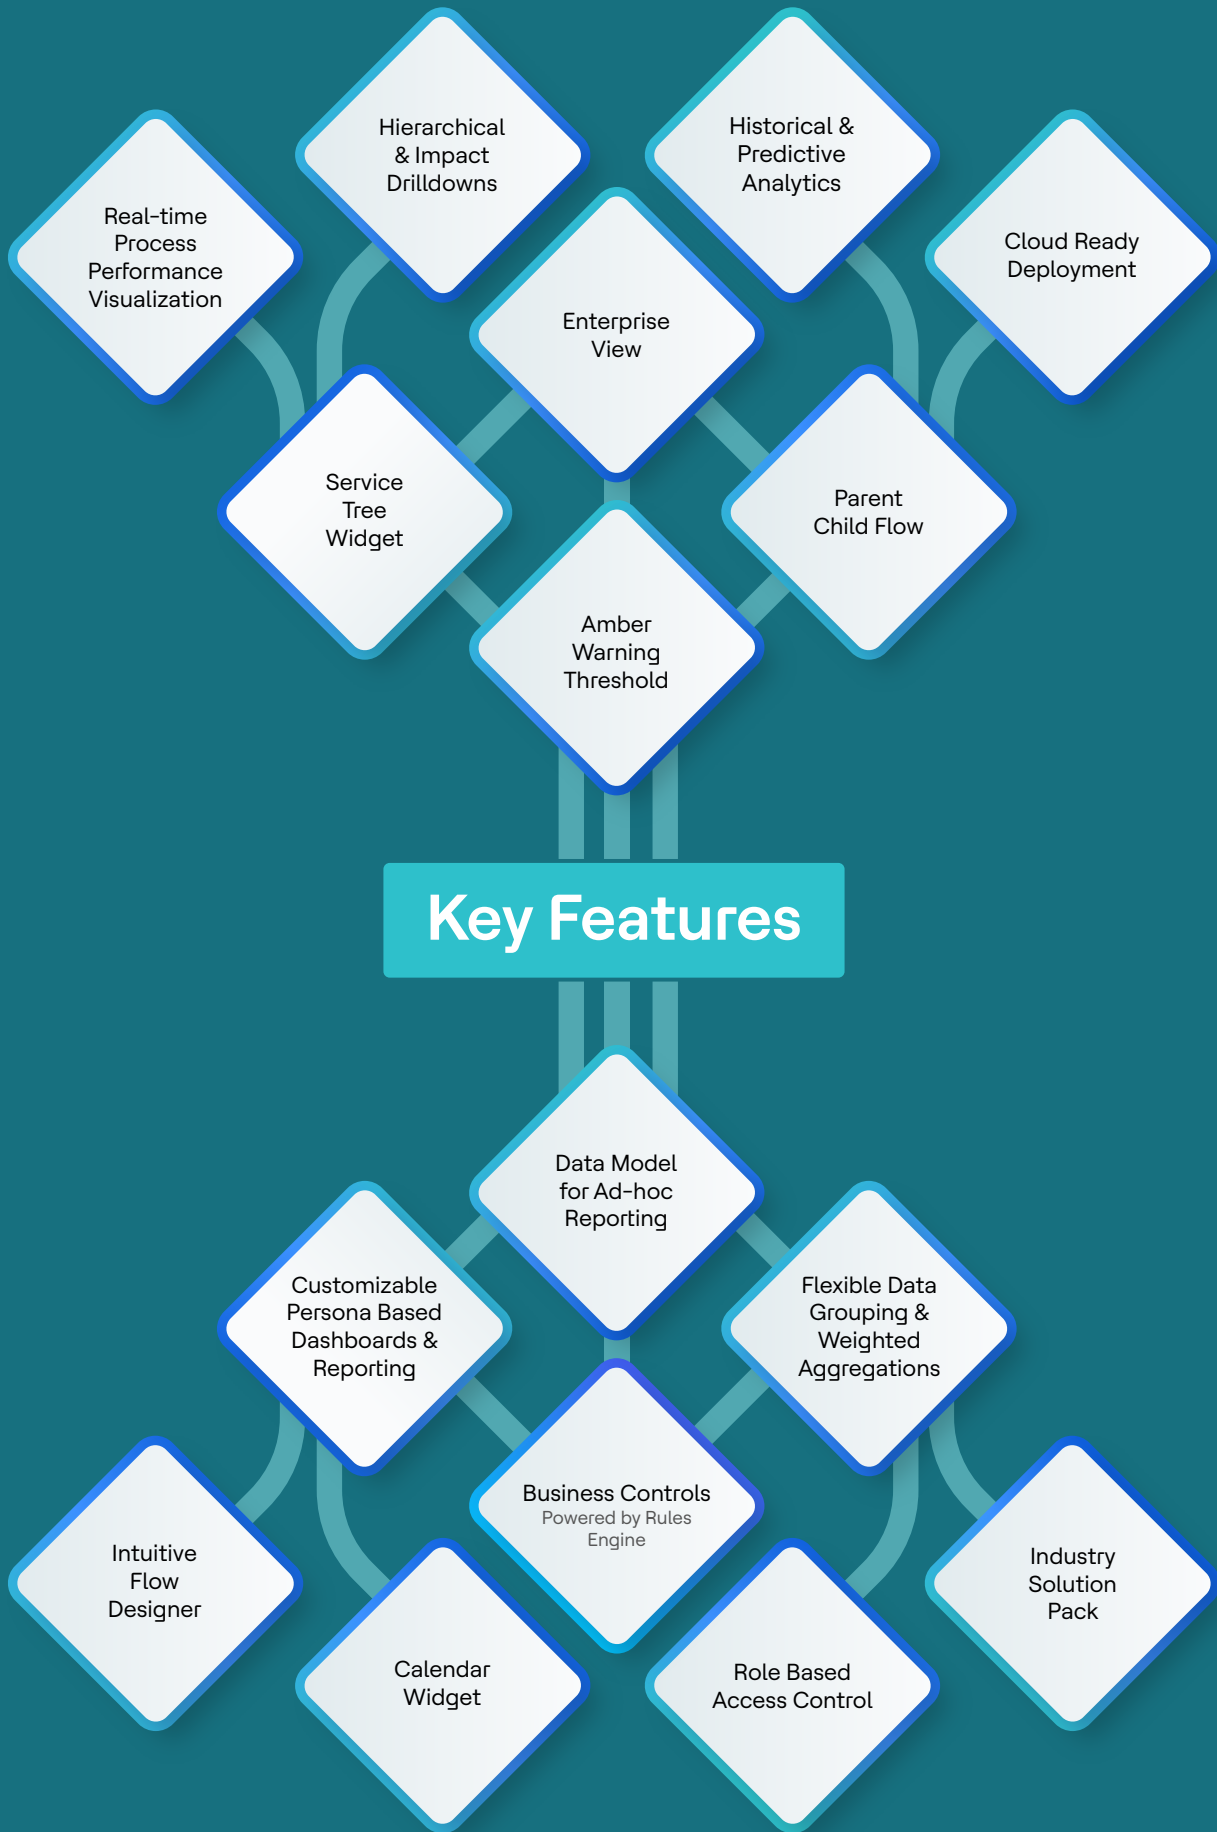 Hierarchical
& Impact
Drilldowns
Historical &
Predictive
Analytics
Real-time
Process
Performance
Visualization
Cloud Ready
Deployment
Enterprise
View
Service
Tree
Widget
Parent
Child Flow
Amber
Warning
Threshold
Key Features
Data Model
for Ad-hoc
Reporting
Customizable
Persona Based
Dashboards &
Reporting
Flexible Data
Grouping &
Weighted
Aggregations
Business Controls
Powered by Rules
Engine
Intuitive
Flow
Designer
Industry
Solution
Pack
Calendar
Widget
Role Based
Access Control